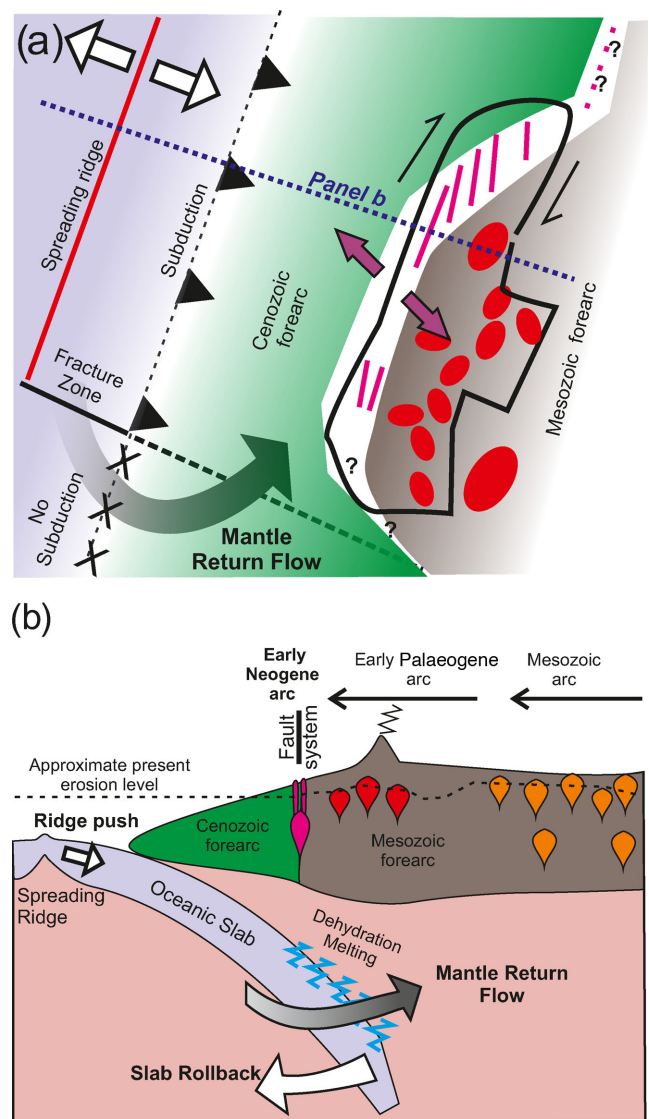 (a)
Spreading ridge
Subduction
Panel b
Cenozoic
forearc
Mesozoic forearc
Fracture
Zone
No
Subduction
Mantle
Return Flow
?
?
?
?
(b)
Early
Neogene
arc
Early Palaeogene
arc
Mesozoic
arc
Fault
system
Approximate present
erosion level
Ridge push
Cenozoic
forearc
Mesozoic
forearc
Spreading
Ridge
Oceanic Slab
Dehydration
Melting
Mantle Return
Flow
Slab Rollback